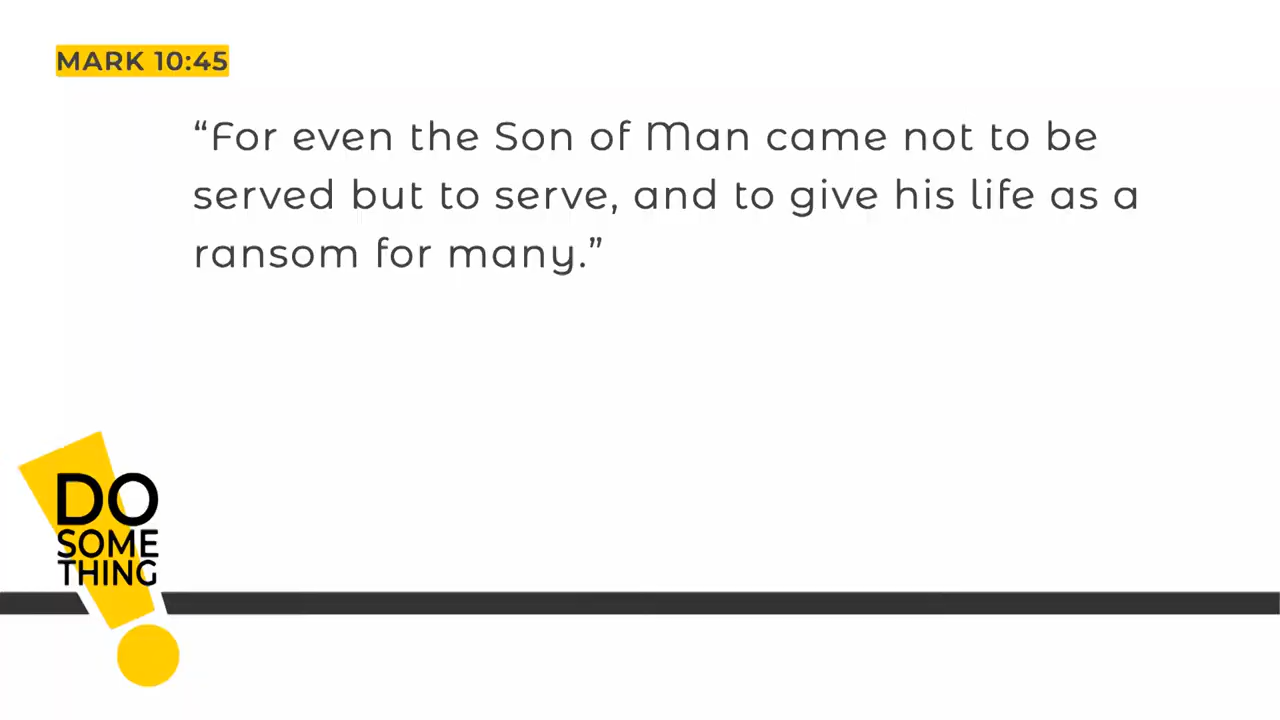 MARK 10:45
“For even the Son of Man came not to be
served but to serve, and to give his life as a
ransom for many.”
DO
SOME
THING